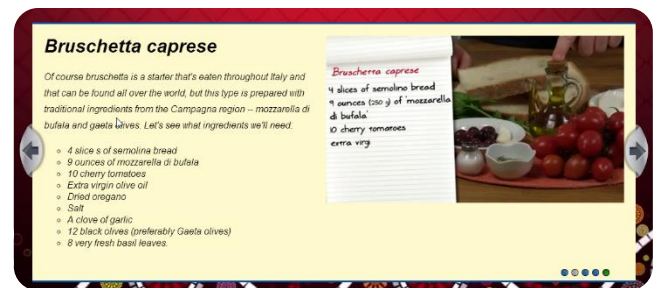 Bruschetta caprese
Of course bruschetta is a starter that's eaten throughout Italy and
that can be found all over the world, but this type is prepared with
traditional ingredients from the Campagna region – mozzarella di
bufala and gaeta olives. Let's see what ingredients we'll need:
4 slice s of semolina bread
9 ounces of mozzarella di bufala
10 cherry tomatoes
Extra virgin olive oil
Dried oregano
Salt
A clove of garlic
12 black olives (preferably Gaeta olives)
8 very fresh basil leaves.
Bruschetta caprese
4 slices of semolino bread
9 ounces (250 g) of 'mozzarella
di bufala'
10 cherry tomatoes
extra virg